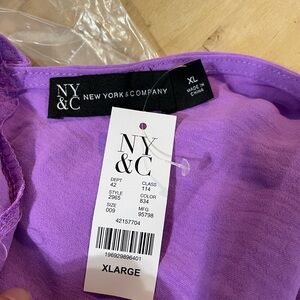 NY
&C
NEW YORK & COMPANY
XL
MADE IN
CHINA
NY
&C
DEPT CLASS
42 114
STYLE COLOR
2965 834
SIZE MFG
009 95798
42157704
196929896401
XLARGE